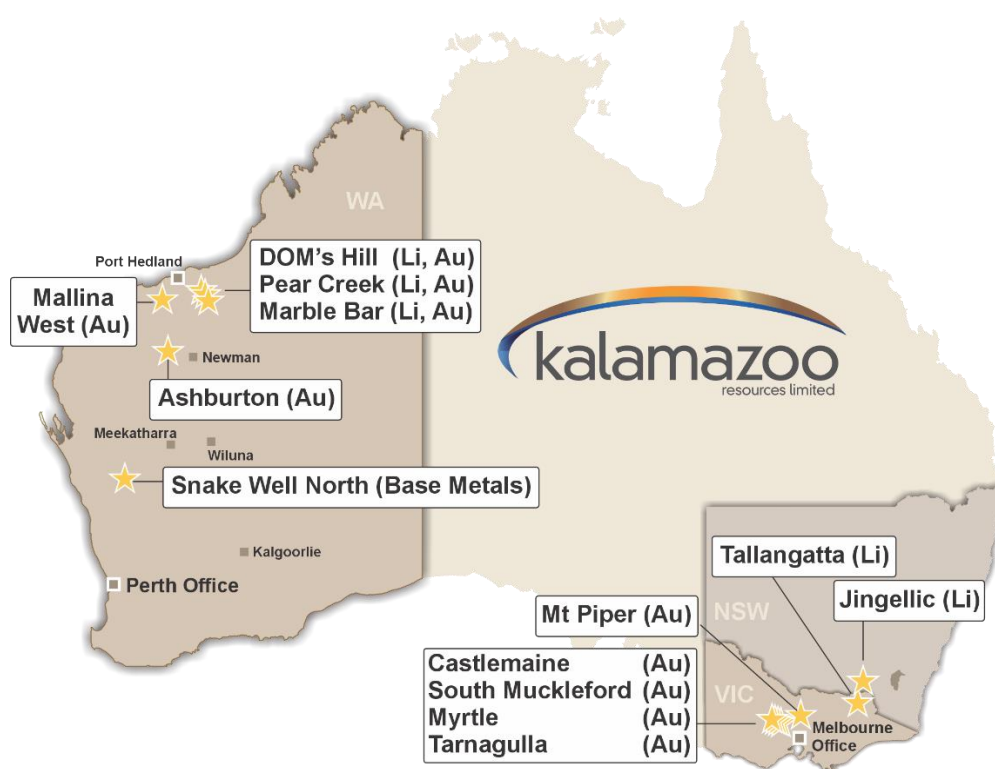 WA
Port Hedland
DOM's Hill (Li, Au)
Pear Creek (Li, Au)
Marble Bar (Li, Au)
Mallina
West (Au)
Newman
Ashburton (Au)
kalamazoo
resources limited
Meekatharra
Wiluna
Snake Well North (Base Metals)
Kalgoorlie
Perth Office
Tallangatta (Li)
Jingellic (Li)
NSW
Mt Piper (Au)
Castlemaine (Au)
South Muckleford (Au)
Myrtle (Au)
Tarnagulla (Au)
VIC
Melbourne
Office